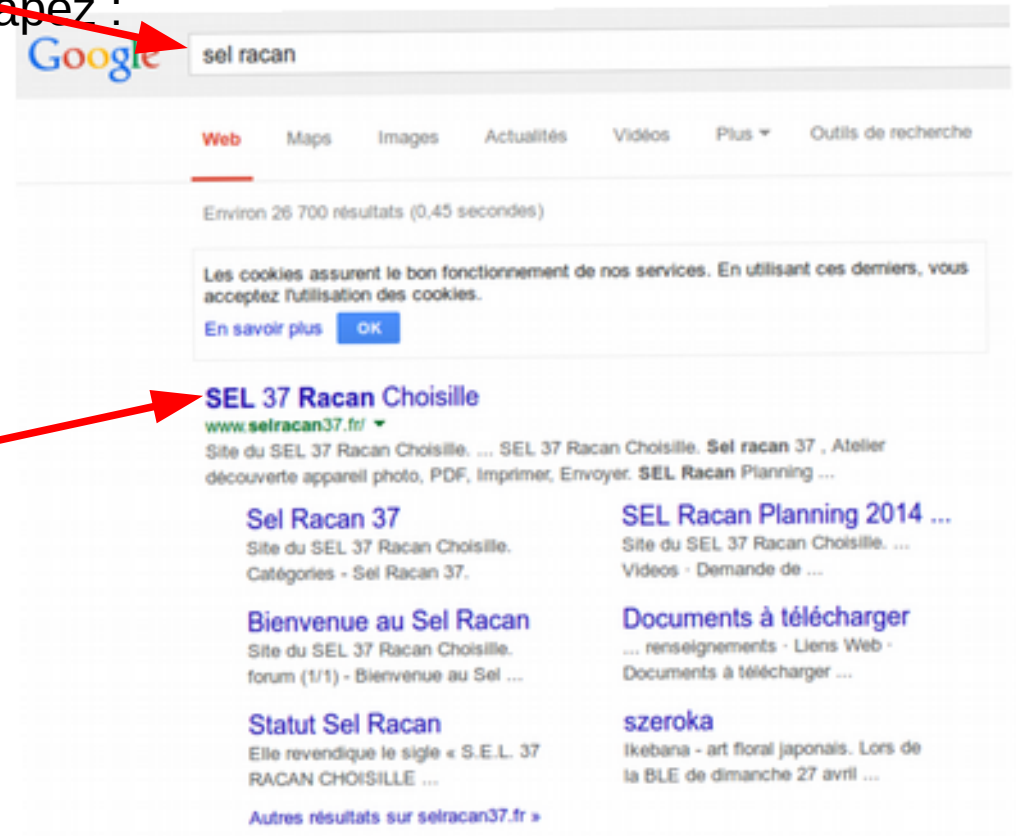 apez :
Google sel racan
Web Maps Images Actualités Vidéos Plus Outils de recherche
Environ 26 700 résultats (0,45 secondes)
Les cookies assurent le bon fonctionnement de nos services. En utilisant ces derniers, vous
acceptez l'utilisation des cookies.
En savoir plus OK
SEL 37 Racan Choisille
www.selracan37.fr/
Site du SEL 37 Racan Choisille. ... SEL 37 Racan Choisille. Sel racan 37 , Atelier
découverte appareil photo, PDF, Imprimer, Envoyer. SEL Racan Planning ...
Sel Racan 37
Site du SEL 37 Racan Choisille.
Catégories - Sel Racan 37.
SEL Racan Planning 2014 ...
Site du SEL 37 Racan Choisille. ...
Videos · Demande de ...
Bienvenue au Sel Racan
Site du SEL 37 Racan Choisille.
forum (1/1) - Bienvenue au Sel ...
Documents à télécharger
... renseignements · Liens Web ·
Documents à télécharger ...
Statut Sel Racan
Elle revendique le sigle « S.E.L. 37
RACAN CHOISILLE ...
szeroka
Ikebana - art floral japonais. Lors de
la BLE de dimanche 27 avril ...
Autres résultats sur selracan37.fr »